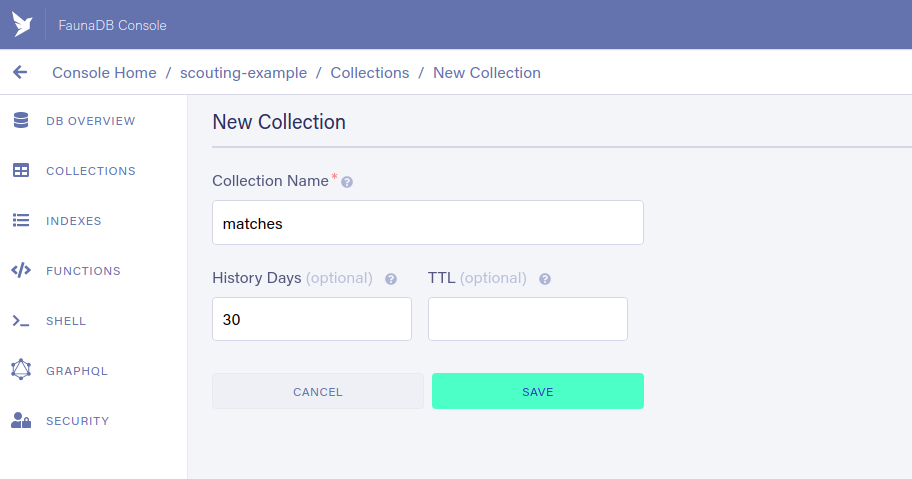 FaunaDB Console
Console Home / scouting-example / Collections / New Collection
DB OVERVIEW
COLLECTIONS
INDEXES
FUNCTIONS
SHELL
GRAPHQL
SECURITY
New Collection
Collection Name * ?
matches
History Days (optional) ? TTL (optional) ?
30
CANCEL SAVE